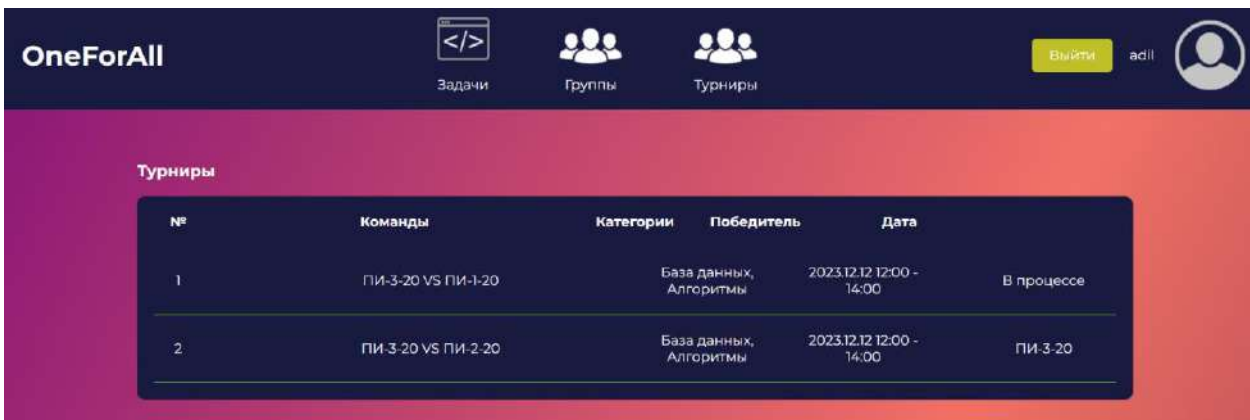 OneForAll
</>
Задачи
Группы
Турниры
Выйти
adil
Турниры
№ Команды Категории Победитель Дата
1 ПИ-3-20 VS ПИ-1-20 База данных, Алгоритмы 2023.12.12 12:00 - 14:00 В процессе
2 ПИ-3-20 VS ПИ-2-20 База данных, Алгоритмы 2023.12.12 12:00 - 14:00 ПИ-3-20